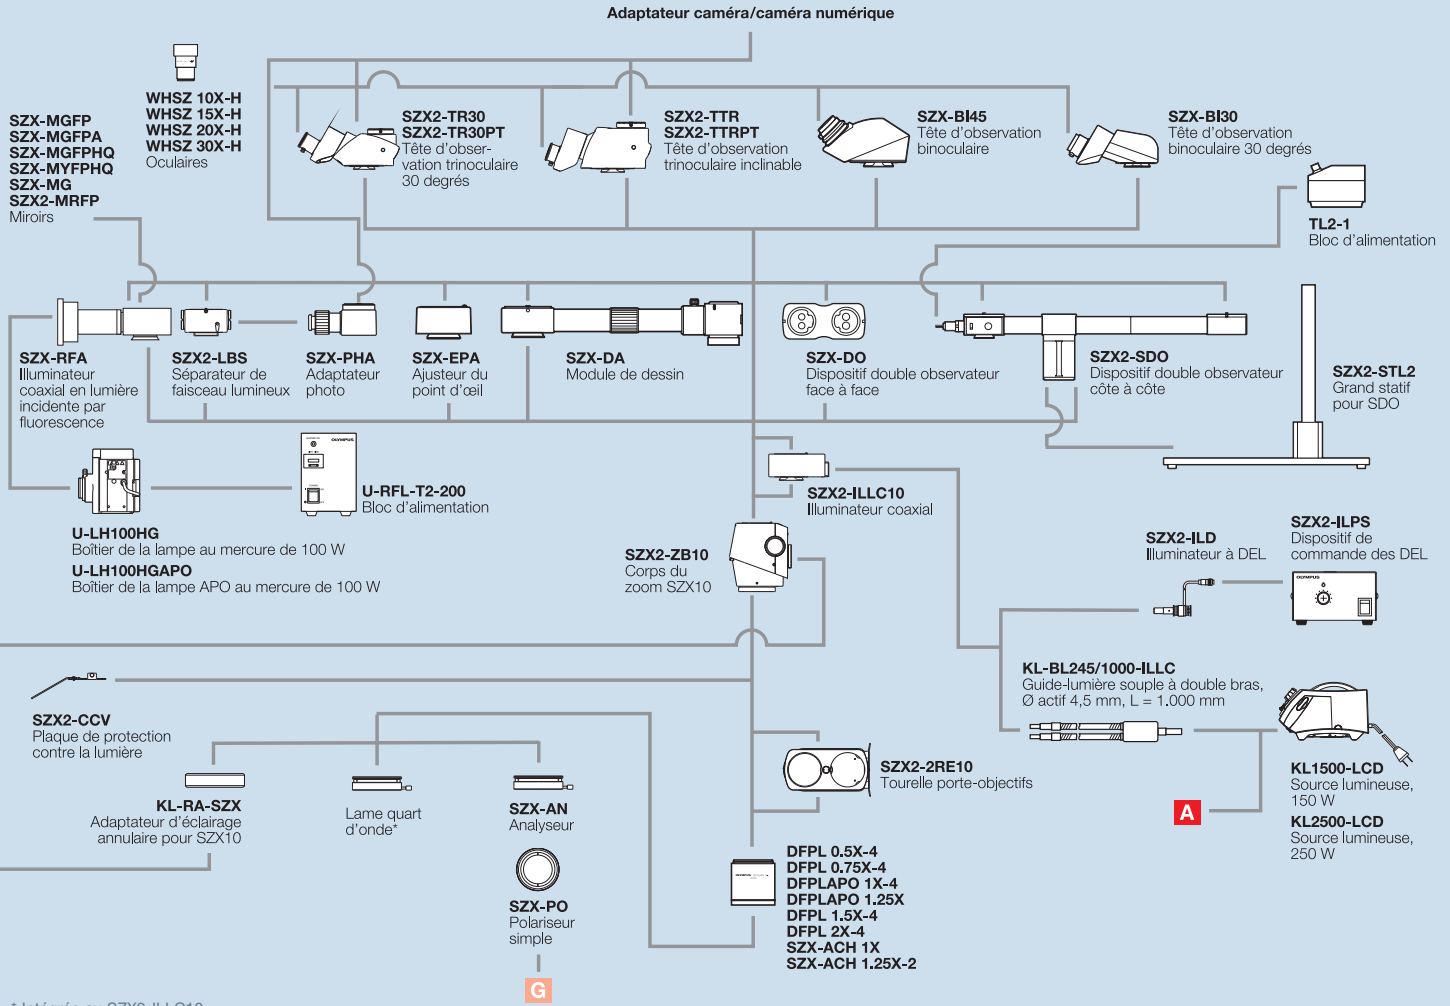 Adaptateur caméra/caméra numérique
WHSZ 10X-H
WHSZ 15X-H
WHSZ 20X-H
WHSZ 30X-H
Oculaires
SZX-MGFP
SZX-MGFPA
SZX-MGFPHQ
SZX-MYFPHQ
SZX-MG
SZX2-MRFP
Miroirs
SZX2-TR30
SZX2-TR30PT
Tête d'obser-
vation trinoculaire
30 degrés
SZX2-TTR
SZX2-TTRPT
Tête d'observation
trinoculaire inclinable
SZX-BI45
Tête d'observation
binoculaire
SZX-BI30
Tête d'observation
binoculaire 30 degrés
TL2-1
Bloc d'alimentation
SZX-RFA
Illuminateur
coaxial en lumière
incidente par
fluorescence
SZX2-LBS
Séparateur de
faisceau lumineux
SZX-PHA
Adaptateur
photo
SZX-EPA
Ajusteur du
point d'œil
SZX-DA
Module de dessin
SZX-DO
Dispositif double observateur
face à face
SZX2-SDO
Dispositif double observateur
côte à côte
SZX2-STL2
Grand statif
pour SDO
OLYMPUS
U-RFL-T2-200
Bloc d'alimentation
U-LH100HG
Boîtier de la lampe au mercure de 100 W
U-LH100HGAPO
Boîtier de la lampe APO au mercure de 100 W
SZX2-ILLC10
Illuminateur coaxial
SZX2-ZB10
Corps du
zoom SZX10
SZX2-ILD
Illuminateur à DEL
SZX2-ILPS
Dispositif de
commande des DEL
OLYMPUS
KL-BL245/1000-ILLC
Guide-lumière souple à double bras,
Ø actif 4,5 mm, L = 1.000 mm
SZX2-CCV
Plaque de protection
contre la lumière
KL-RA-SZX
Adaptateur d'éclairage
annulaire pour SZX10
Lame quart
d'onde*
SZX-AN
Analyseur
SZX-PO
Polariseur
simple
G
SZX2-2RE10
Tourelle porte-objectifs
A
KL1500-LCD
Source lumineuse,
150 W
KL2500-LCD
Source lumineuse,
250 W
OLYMPUS
DFPL 0.5X-4
DFPL 0.75X-4
DFPLAPO 1X-4
DFPLAPO 1.25X
DFPL 1.5X-4
DFPL 2X-4
SZX-ACH 1X
SZX-ACH 1.25X-2